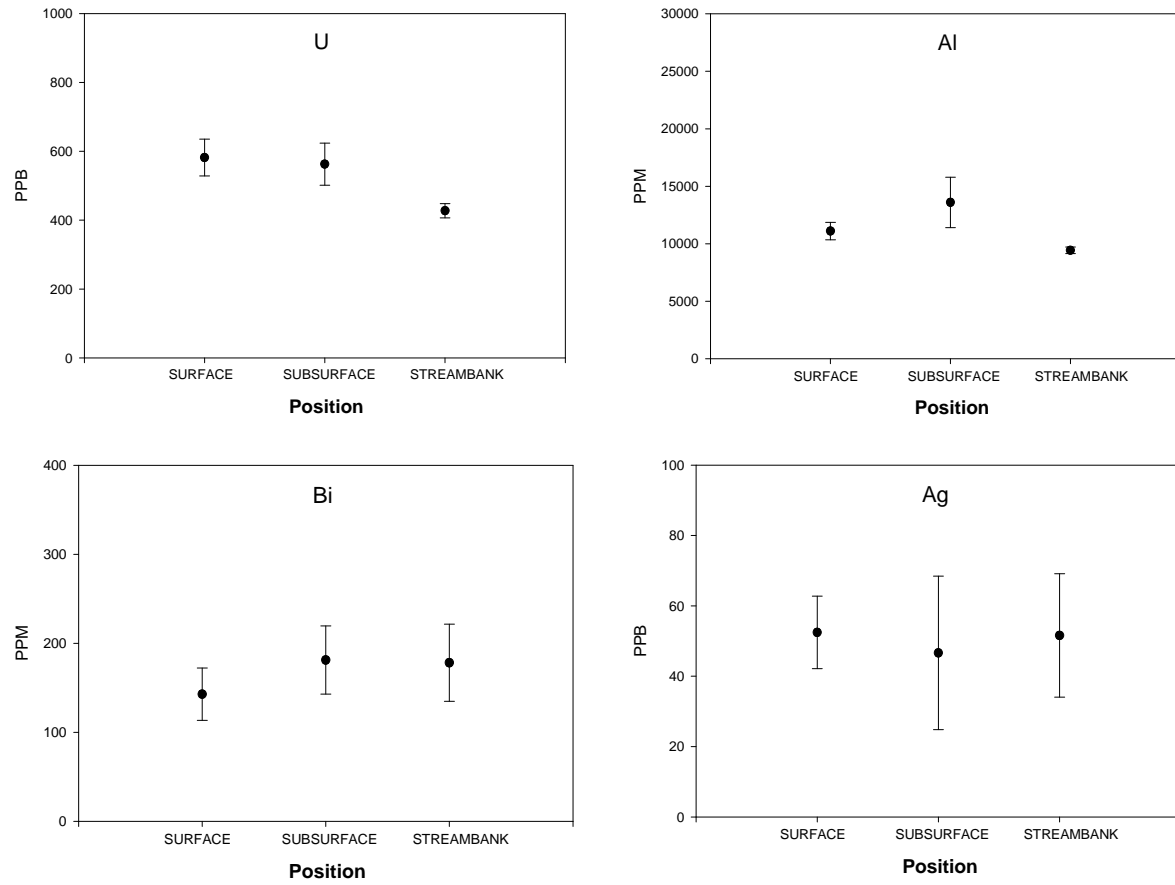 U
1000
800
600
400
200
0
PPB
SURFACE SUBSURFACE STREAMBANK
Position
Al
30000
25000
20000
15000
10000
5000
0
PPM
SURFACE SUBSURFACE STREAMBANK
Position
Bi
400
300
200
100
0
PPM
SURFACE SUBSURFACE STREAMBANK
Position
Ag
100
80
60
40
20
0
PPB
SURFACE SUBSURFACE STREAMBANK
Position